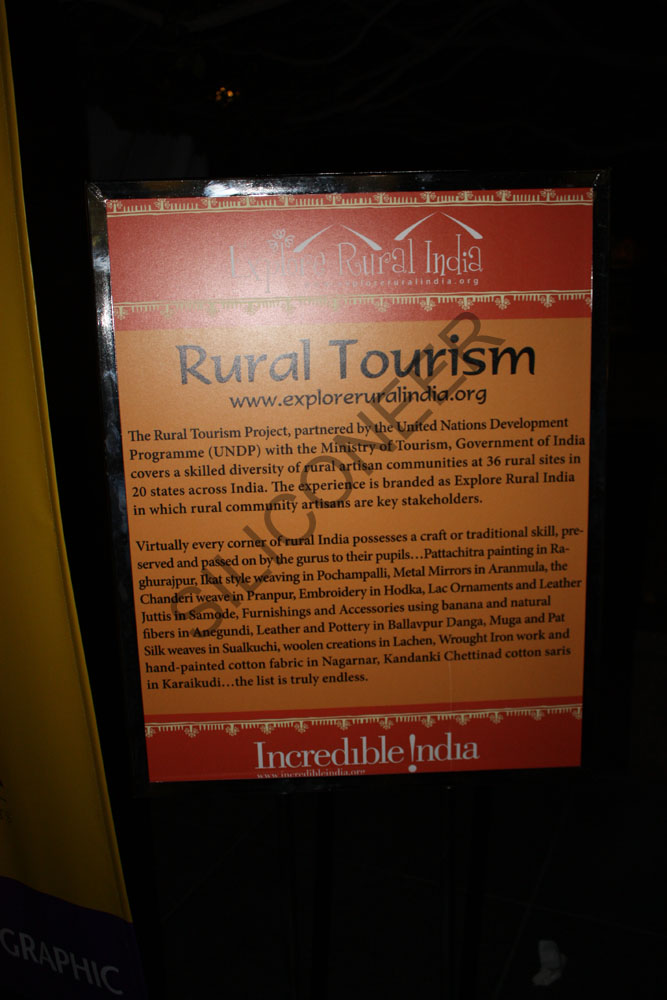 Explore Rural India
www.exploreruralindia.org
Rural Tourism
www.exploreruralindia.org
The Rural Tourism Project, partnered by the United Nations Development
Programme (UNDP) with the Ministry of Tourism, Government of India
covers a skilled diversity of rural artisan communities at 36 rural sites in
20 states across India. The experience is branded as Explore Rural India
in which rural community artisans are key stakeholders.
Virtually every corner of rural India possesses a craft or traditional skill, pre-
served and passed on by the gurus to their pupils…Pattachitra painting in Ra-
ghurajpur, Ikat style weaving in Pochampalli, Metal Mirrors in Aranmula, the
Chanderi weave in Pranpur, Embroidery in Hodka, Lac Ornaments and Leather
Juttis in Samode, Furnishings and Accessories using banana and natural
fibers in Anegundi, Leather and Pottery in Ballavpur Danga, Muga and Pat
Silk weaves in Sualkuchi, woolen creations in Lachen, Wrought Iron work and
hand-painted cotton fabric in Nagarnar, Kandanki Chettinad cotton saris
in Karaikudi…the list is truly endless.
Incredible !ndia
www.incredibleindia.org
GRAPHIC
SILICONEER